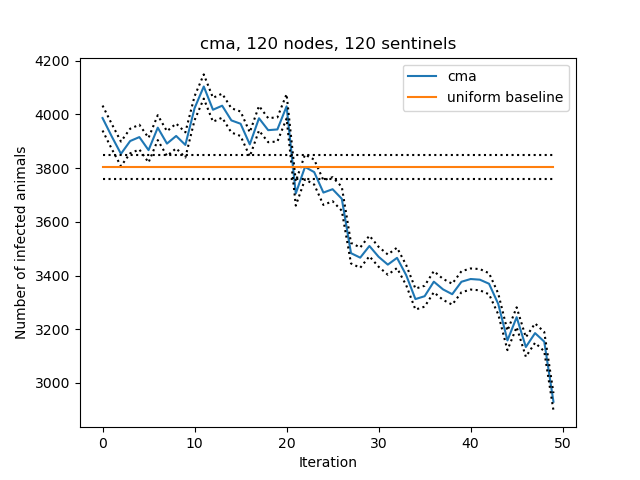 cma, 120 nodes, 120 sentinels
4200
4000
3800
3600
3400
3200
3000
Number of infected animals
cma
uniform baseline
0
10
20
30
40
50
Iteration